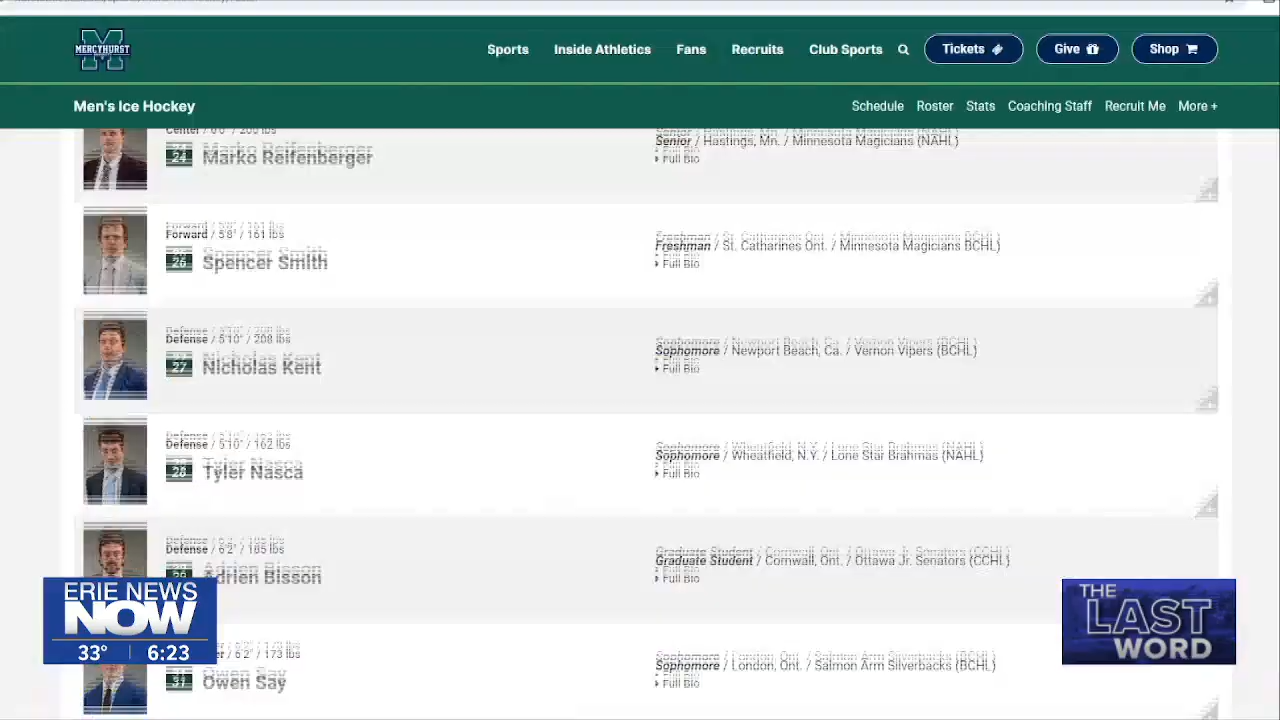 MERCYHURST
Sports Inside Athletics Fans Recruits Club Sports Tickets Give Shop
Men's Ice Hockey
Schedule Roster Stats Coaching Staff Recruit Me More +
Center / 6'0" / 200 lbs
24 Marko Reifenberger
Senior / Hastings, Mn. / Minnesota Magicians (NAHL)
Full Bio
Forward / 5'8" / 161 lbs
26 Spencer Smith
Freshman / St. Catharines Ont. / Minnesota Magicians BCHL)
Full Bio
Defense / 5'10" / 208 lbs
27 Nicholas Kent
Sophomore / Newport Beach, Ca. / Vernon Vipers (BCHL)
Full Bio
Defense / 5'10" / 162 lbs
28 Tyler Nasca
Sophomore / Wheatfield, N.Y. / Lone Star Brahmas (NAHL)
Full Bio
Defense / 6'2" / 185 lbs
Adrien Bisson
Graduate Student / Cornwall, Ont. / Ottawa Jr. Senators (CCHL)
Full Bio
/ 6'2" / 173 lbs
31 Owen Say
Sophomore / London, Ont. / Salmon Arm Silverbacks (BCHL)
Full Bio
ERIE NEWS
NOW
33° 6:23
THE
LAST
WORD